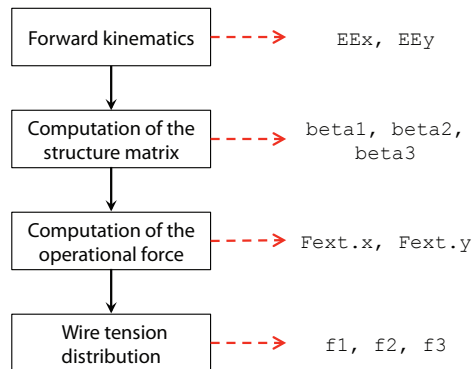 Forward kinematics
EEx, EEy
Computation of the
structure matrix
beta1, beta2,
beta3
Computation of the
operational force
Fext.x, Fext.y
Wire tension
distribution
f1, f2, f3